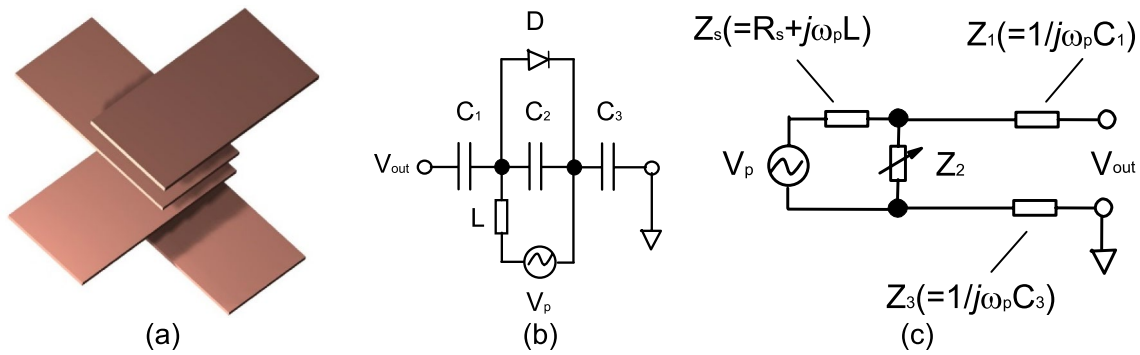 D
C₁ C₂ C₃
Vout
L
Vp
Zs(=Rs+jωpL) Z1(=1/jωpC1)
Vp Z2 Vout
Z3(=1/jωpC3)
(a) (b) (c)